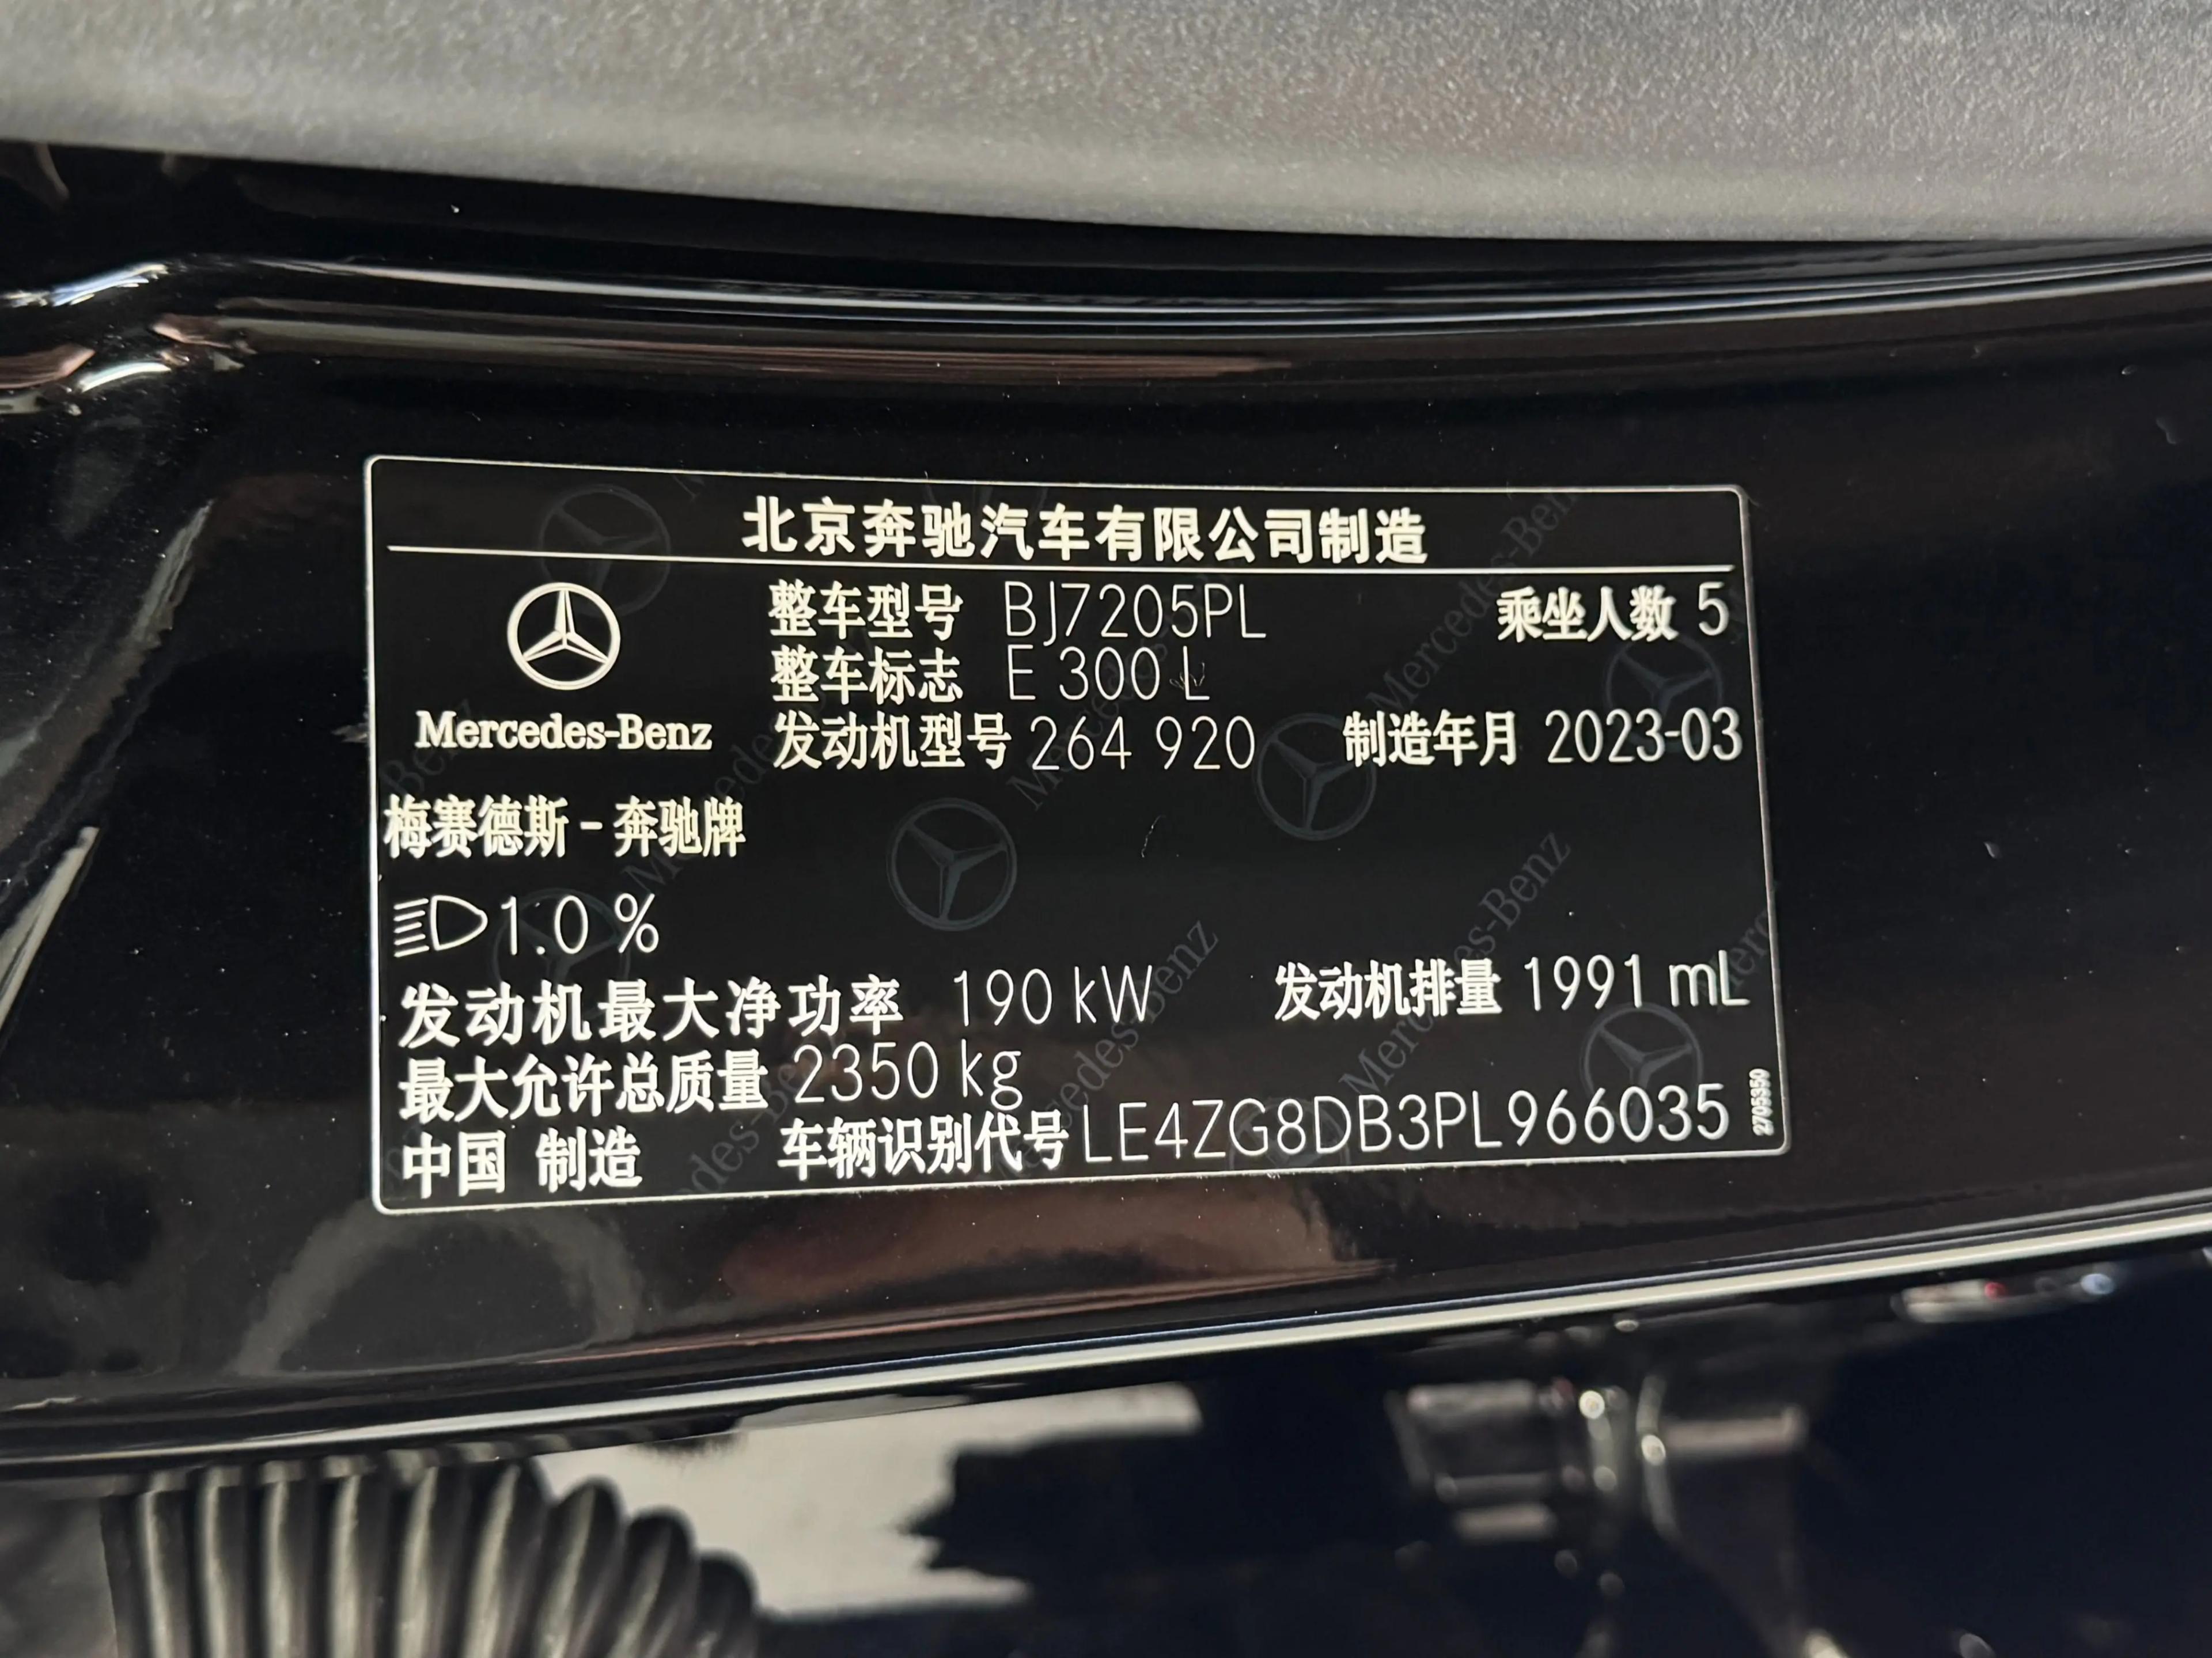 北京奔驰汽车有限公司制造
整车型号 BJ7205PL 乘坐人数 5
整车标志 E 300 L
Mercedes-Benz 发动机型号 264 920 制造年月 2023-03
梅赛德斯-奔驰牌
1.0 %
发动机最大净功率 190 kW 发动机排量 1991 mL
最大允许总质量 2350 kg
中国 制造 车辆识别代号 LE4ZG8DB3PL966035
2705350